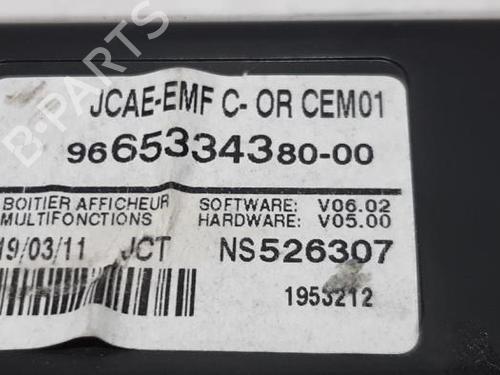 JCAE-EMF C- OR CEM01
9665334380-00
BOITIER AFFICHEUR SOFTWARE: V06.02
MULTIFONCTIONS HARDWARE: V05.00
19/03/11 JCT NS526307
1953212
B-PARTS